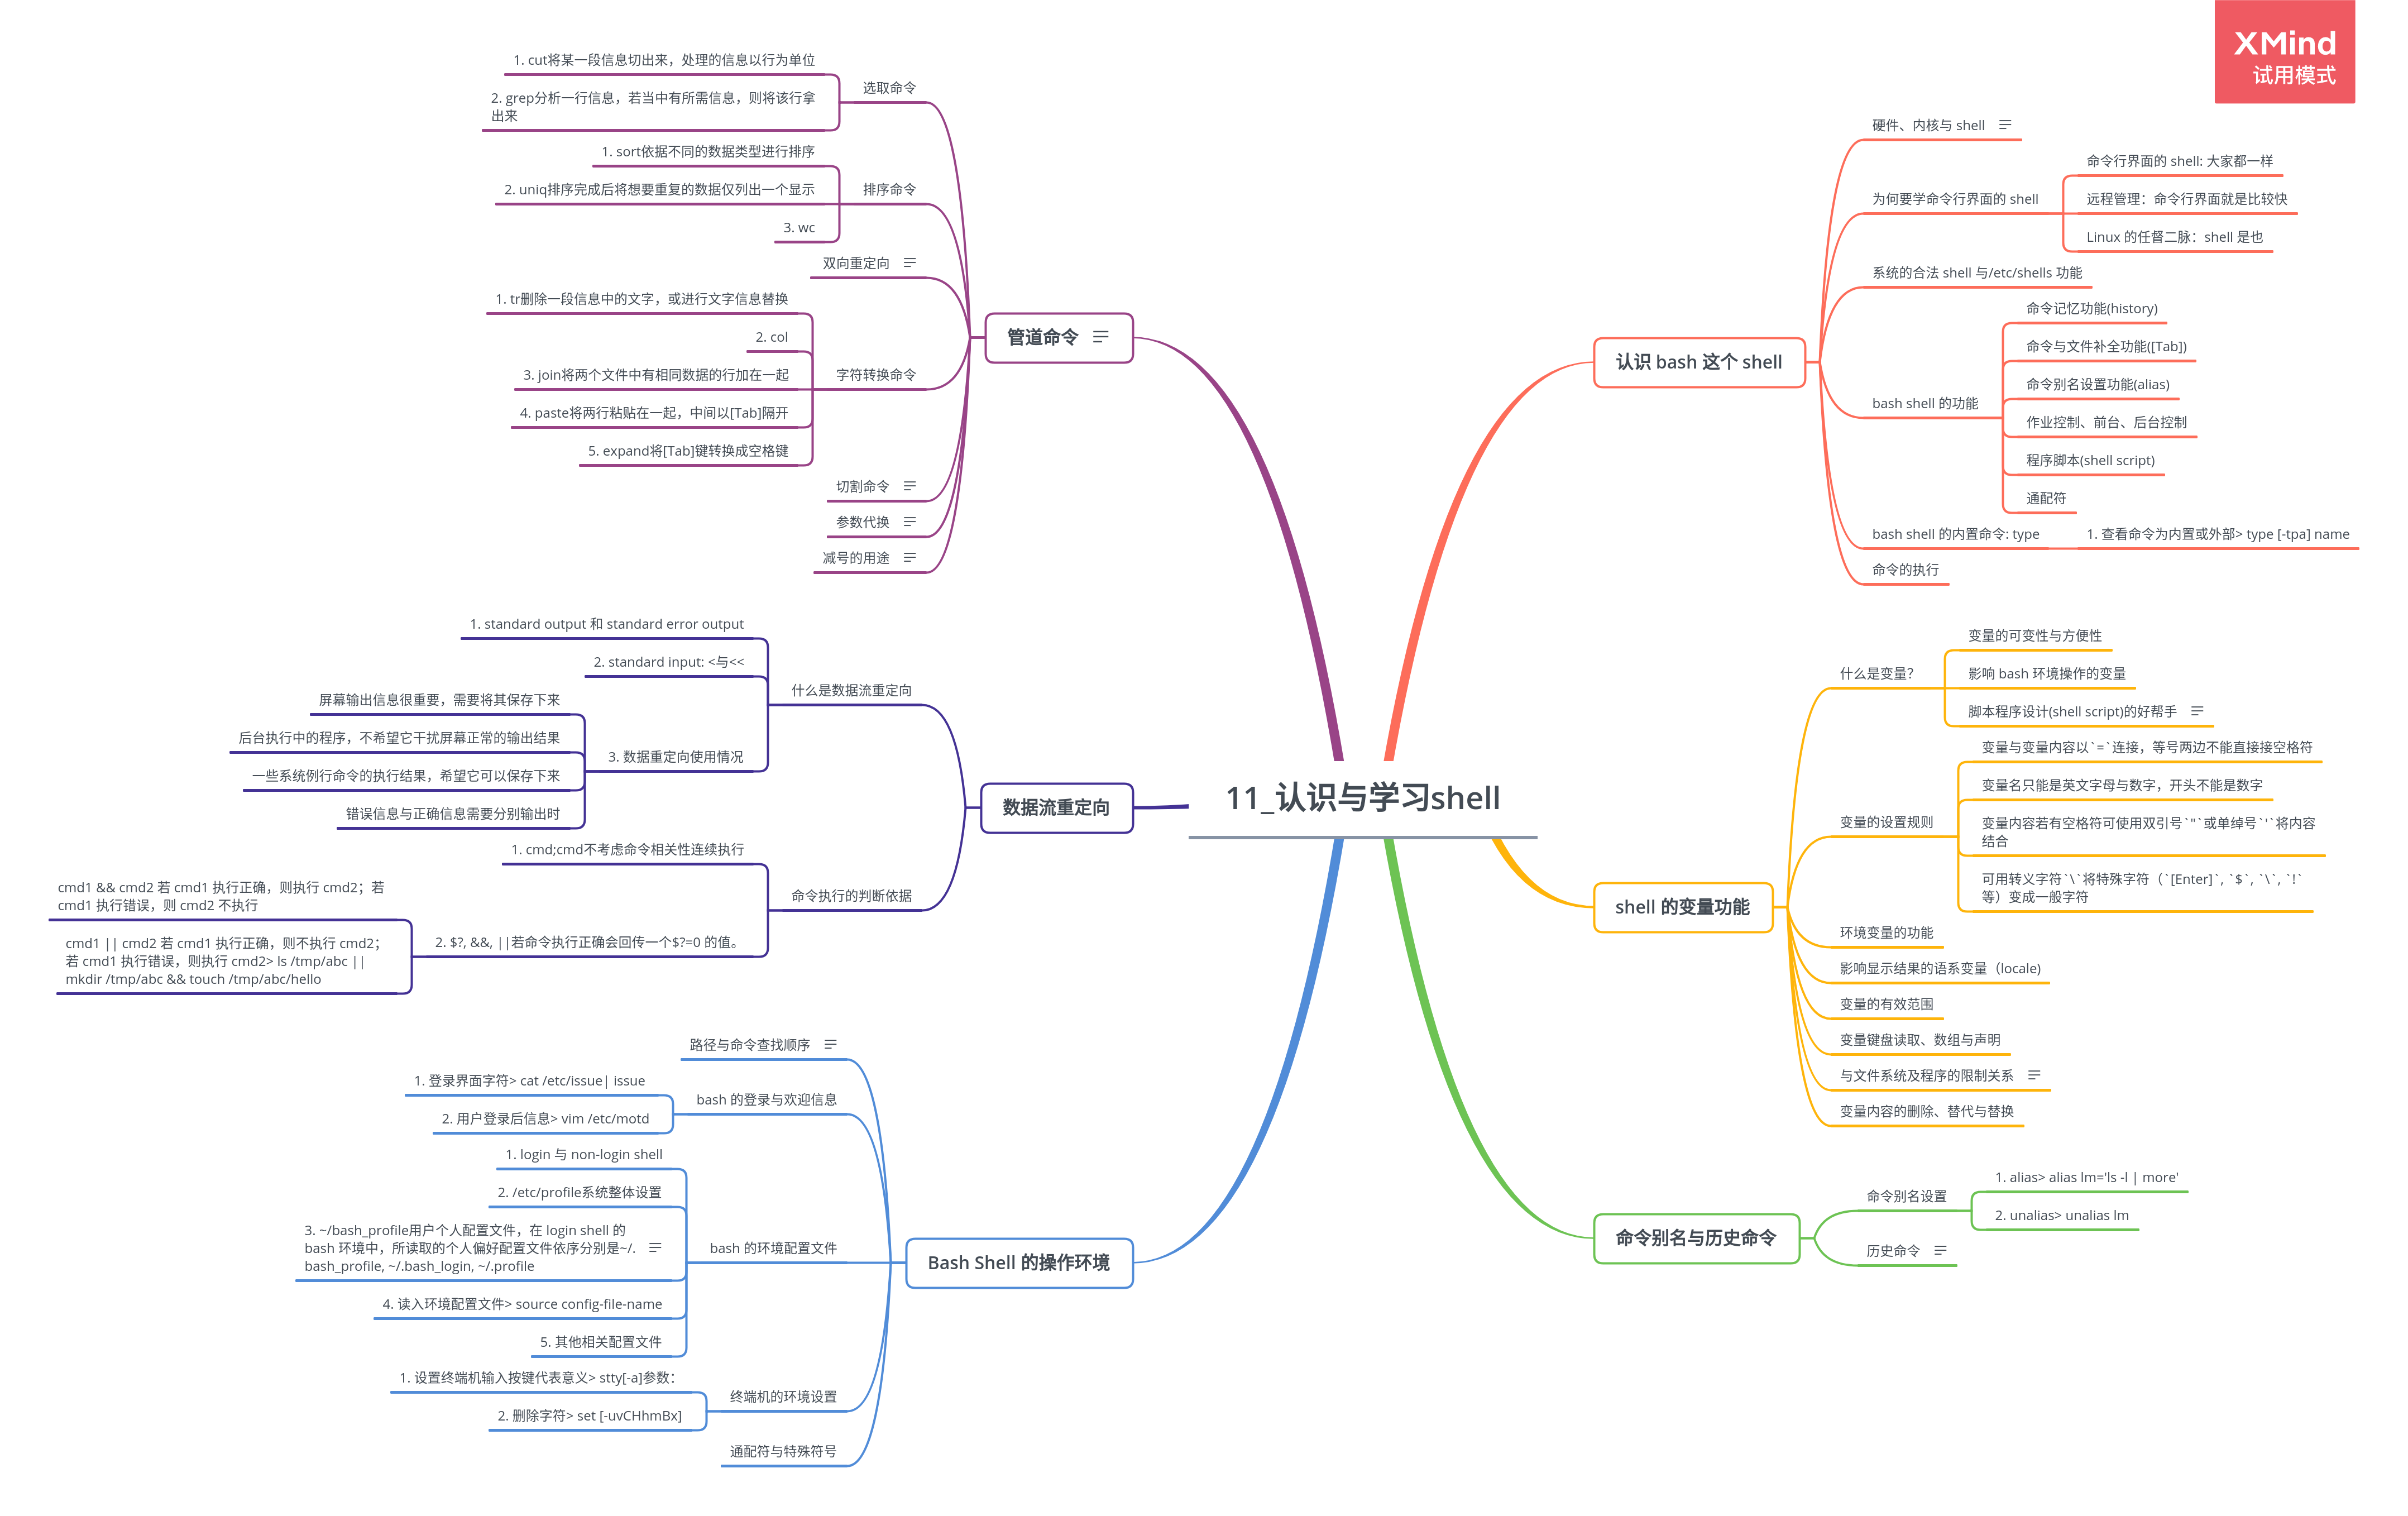 XMind
试用模式
11_认识与学习shell
认识 bash 这个 shell
硬件、内核与 shell
为何要学命令行界面的 shell
命令行界面的 shell: 大家都一样
远程管理：命令行界面就是比较快
Linux 的任督二脉：shell 是也
系统的合法 shell 与/etc/shells 功能
bash shell 的功能
命令记忆功能(history)
命令与文件补全功能([Tab])
命令别名设置功能(alias)
作业控制、前台、后台控制
程序脚本(shell script)
通配符
bash shell 的内置命令: type
1. 查看命令为内置或外部> type [-tpa] name
命令的执行
shell 的变量功能
什么是变量？
变量的可变性与方便性
影响 bash 环境操作的变量
脚本程序设计(shell script)的好帮手
变量的设置规则
变量与变量内容以`=`连接，等号两边不能直接接空格符
变量名只能是英文字母与数字，开头不能是数字
变量内容若有空格符可使用双引号`"`或单绰号`'`将内容
结合
可用转义字符`\`将特殊字符（`[Enter]`, `$`, `\`, `!`
等）变成一般字符
环境变量的功能
影响显示结果的语系变量（locale)
变量的有效范围
变量键盘读取、数组与声明
与文件系统及程序的限制关系
变量内容的删除、替代与替换
命令别名与历史命令
命令别名设置
1. alias> alias lm='ls -l | more'
2. unalias> unalias lm
历史命令
管道命令
选取命令
1. cut将某一段信息切出来，处理的信息以行为单位
2. grep分析一行信息，若当中有所需信息，则将该行拿
出来
排序命令
1. sort依据不同的数据类型进行排序
2. uniq排序完成后将想要重复的数据仅列出一个显示
3. wc
双向重定向
字符转换命令
1. tr删除一段信息中的文字，或进行文字信息替换
2. col
3. join将两个文件中有相同数据的行加在一起
4. paste将两行粘贴在一起，中间以[Tab]隔开
5. expand将[Tab]键转换成空格键
切割命令
参数代换
减号的用途
数据流重定向
什么是数据流重定向
1. standard output 和 standard error output
2. standard input: <与<<
3. 数据重定向使用情况
屏幕输出信息很重要，需要将其保存下来
后台执行中的程序，不希望它干扰屏幕正常的输出结果
一些系统例行命令的执行结果，希望它可以保存下来
错误信息与正确信息需要分别输出时
命令执行的判断依据
1. cmd;cmd不考虑命令相关性连续执行
2. $?, &&, ||若命令执行正确会回传一个$?=0 的值。
cmd1 && cmd2 若 cmd1 执行正确，则执行 cmd2；若
cmd1 执行错误，则 cmd2 不执行
cmd1 || cmd2 若 cmd1 执行正确，则不执行 cmd2；
若 cmd1 执行错误，则执行 cmd2> ls /tmp/abc ||
mkdir /tmp/abc && touch /tmp/abc/hello
Bash Shell 的操作环境
路径与命令查找顺序
bash 的登录与欢迎信息
1. 登录界面字符> cat /etc/issue| issue
2. 用户登录后信息> vim /etc/motd
bash 的环境配置文件
1. login 与 non-login shell
2. /etc/profile系统整体设置
3. ~/bash_profile用户个人配置文件，在 login shell 的
bash 环境中，所读取的个人偏好配置文件依序分别是~/.
bash_profile, ~/.bash_login, ~/.profile
4. 读入环境配置文件> source config-file-name
5. 其他相关配置文件
终端机的环境设置
1. 设置终端机输入按键代表意义> stty[-a]参数：
2. 删除字符> set [-uvCHhmBx]
通配符与特殊符号